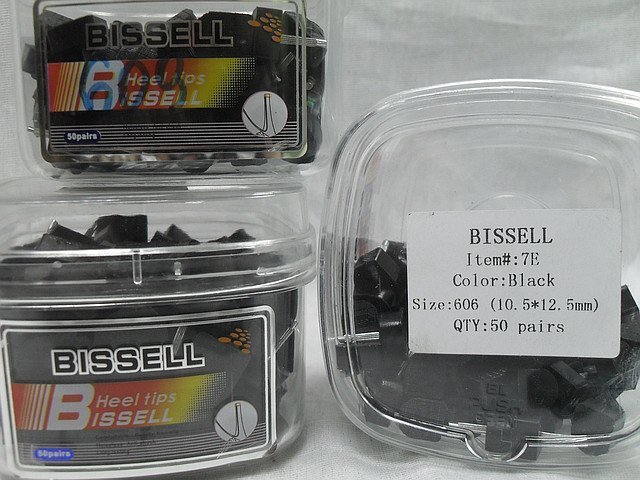 BISSELL
Heel tips
BISSELL
50pairs
BISSELL
Heel tips
BISSELL
50pairs
BISSELL
Item#:7E
Color:Black
Size:606 (10.5*12.5mm)
QTY:50 pairs